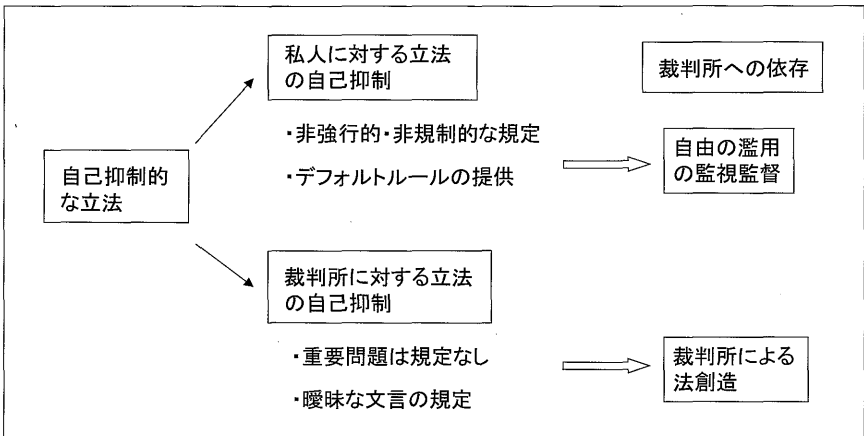 私人に対する立法
の自己抑制
裁判所への依存
・非強行的・非規制的な規定
・デフォルトルールの提供
自由の濫用
の監視監督
自己抑制的
な立法
裁判所に対する立法
の自己抑制
・重要問題は規定なし
・曖昧な文言の規定
裁判所による
法創造